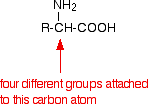 NH₂
R-CH-COOH
four different groups attached
to this carbon atom